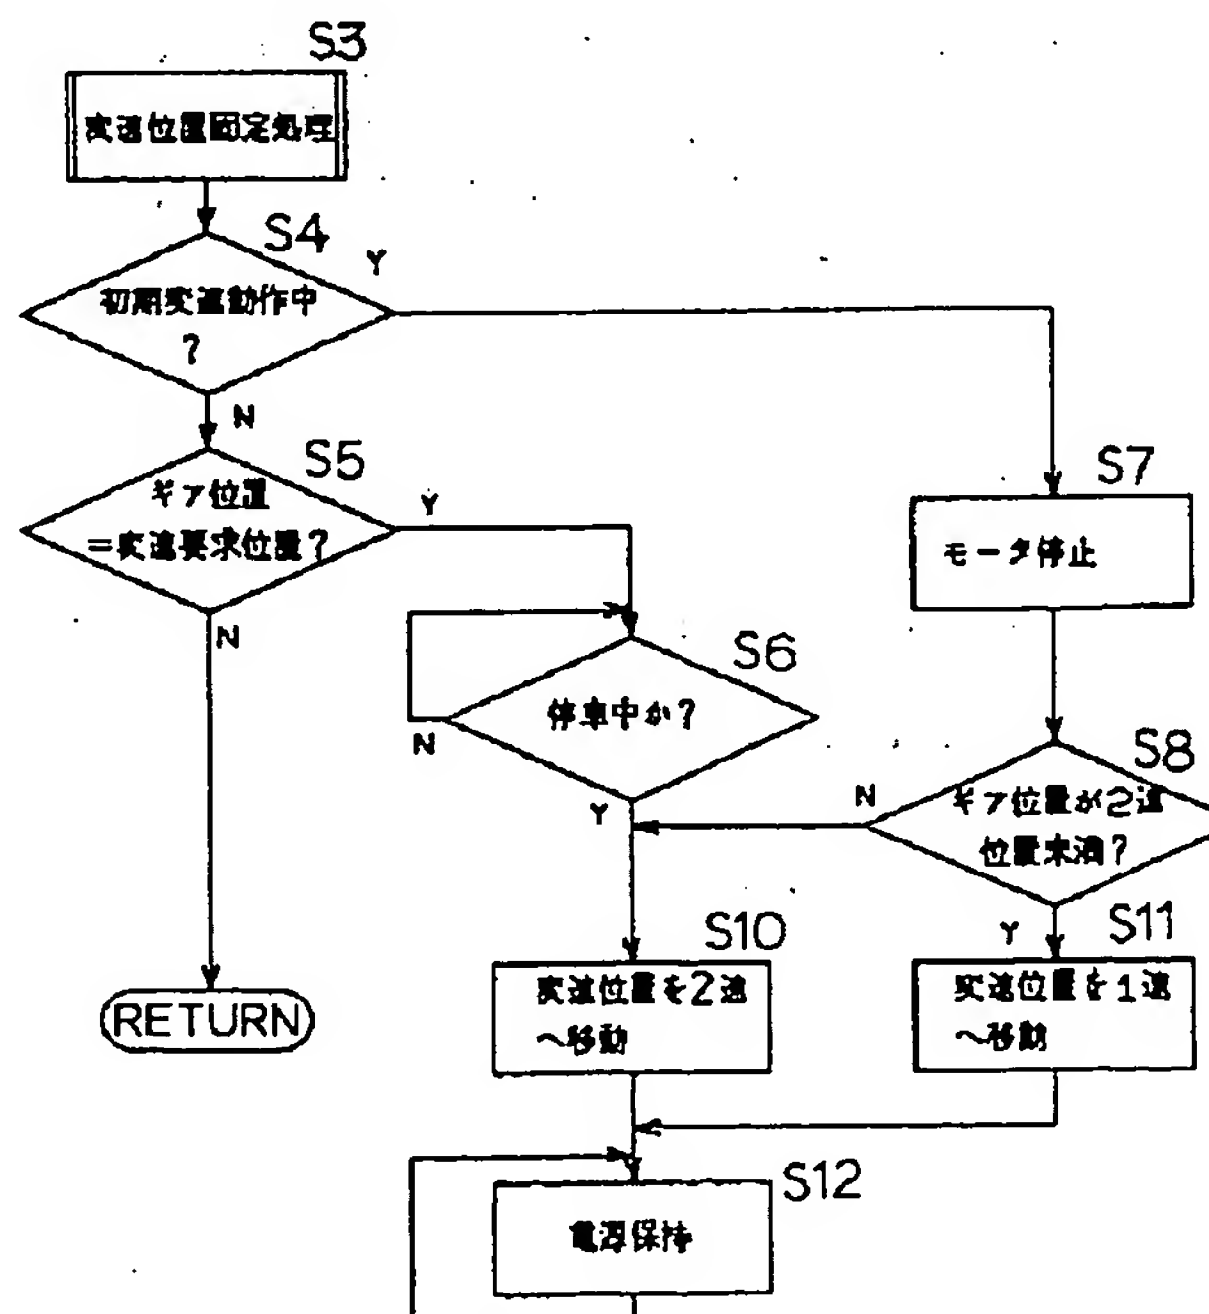 S3
変速位置固定処理
S4
Y
初期変速動作中
?
N
S5
ギア位置
=変速要求位置?
Y
N
S7
モータ停止
S6
停車中か?
N
Y
S8
N
ギア位置が2速
位置未満?
Y
S10
変速位置を2速
へ移動
S11
変速位置を1速
へ移動
RETURN
S12
電源保持